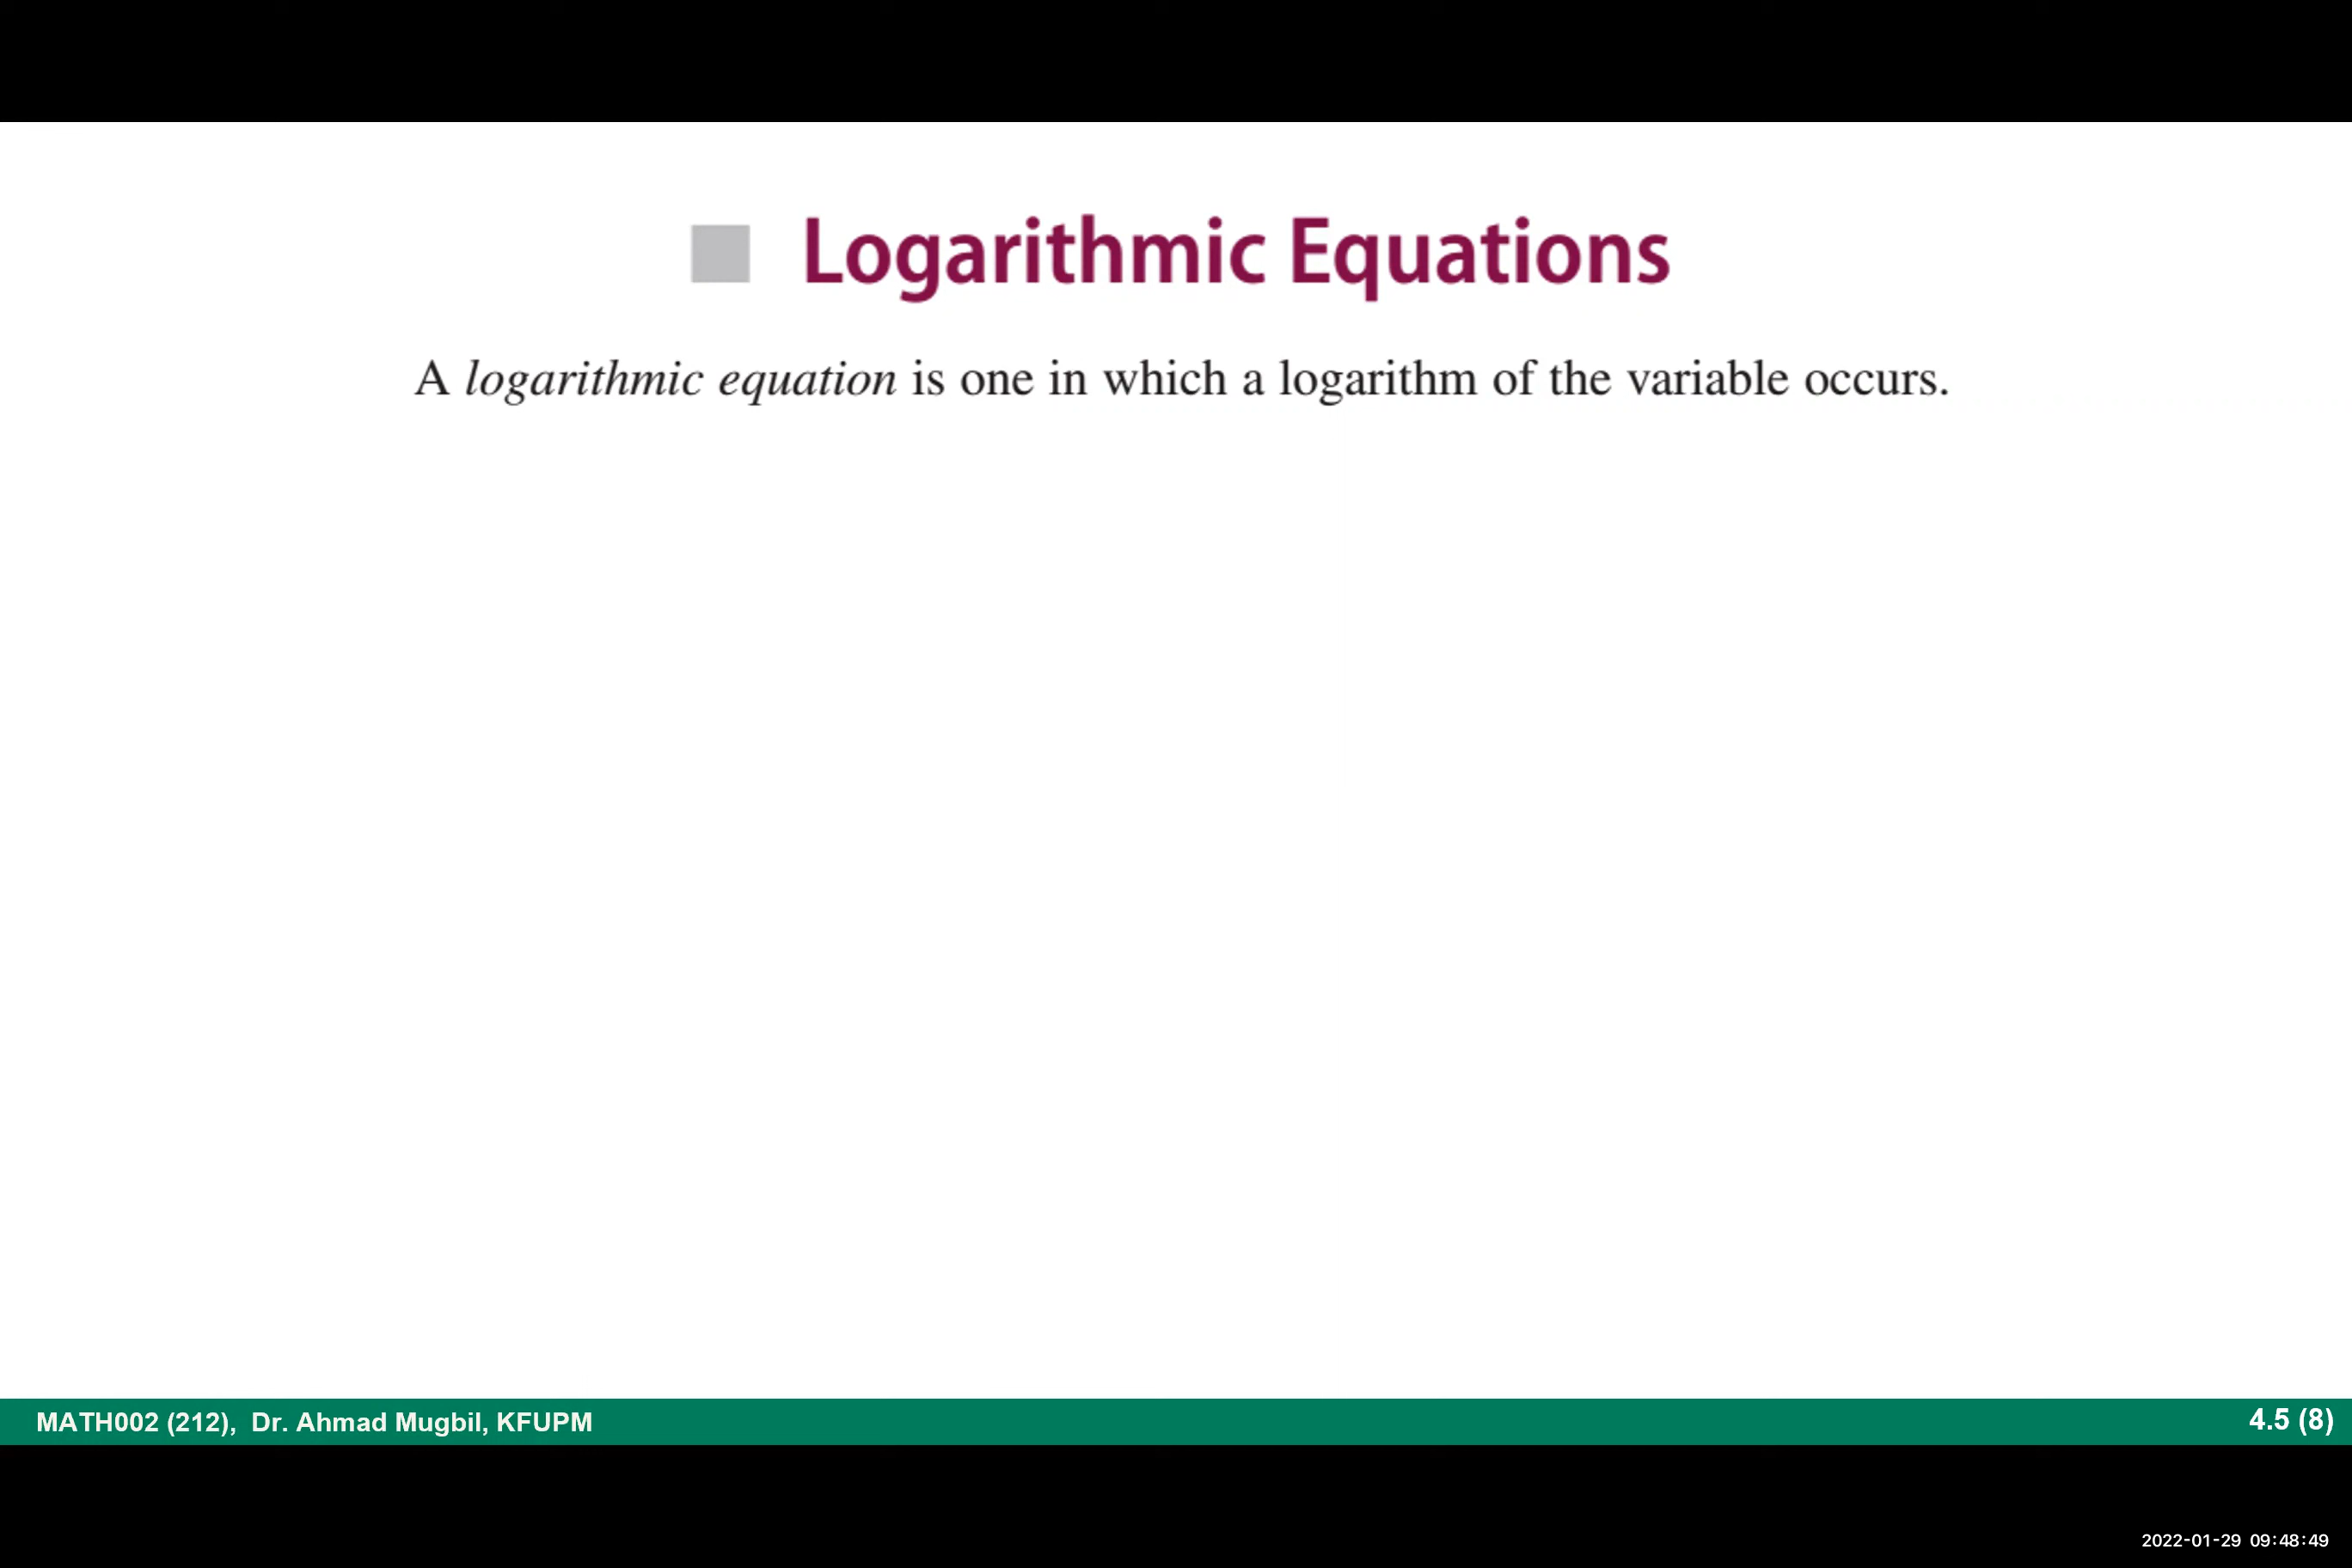 Logarithmic Equations
A logarithmic equation is one in which a logarithm of the variable occurs.
MATH002 (212), Dr. Ahmad Mugbil, KFUPM
4.5 (8)
2022-01-29 09:48:49